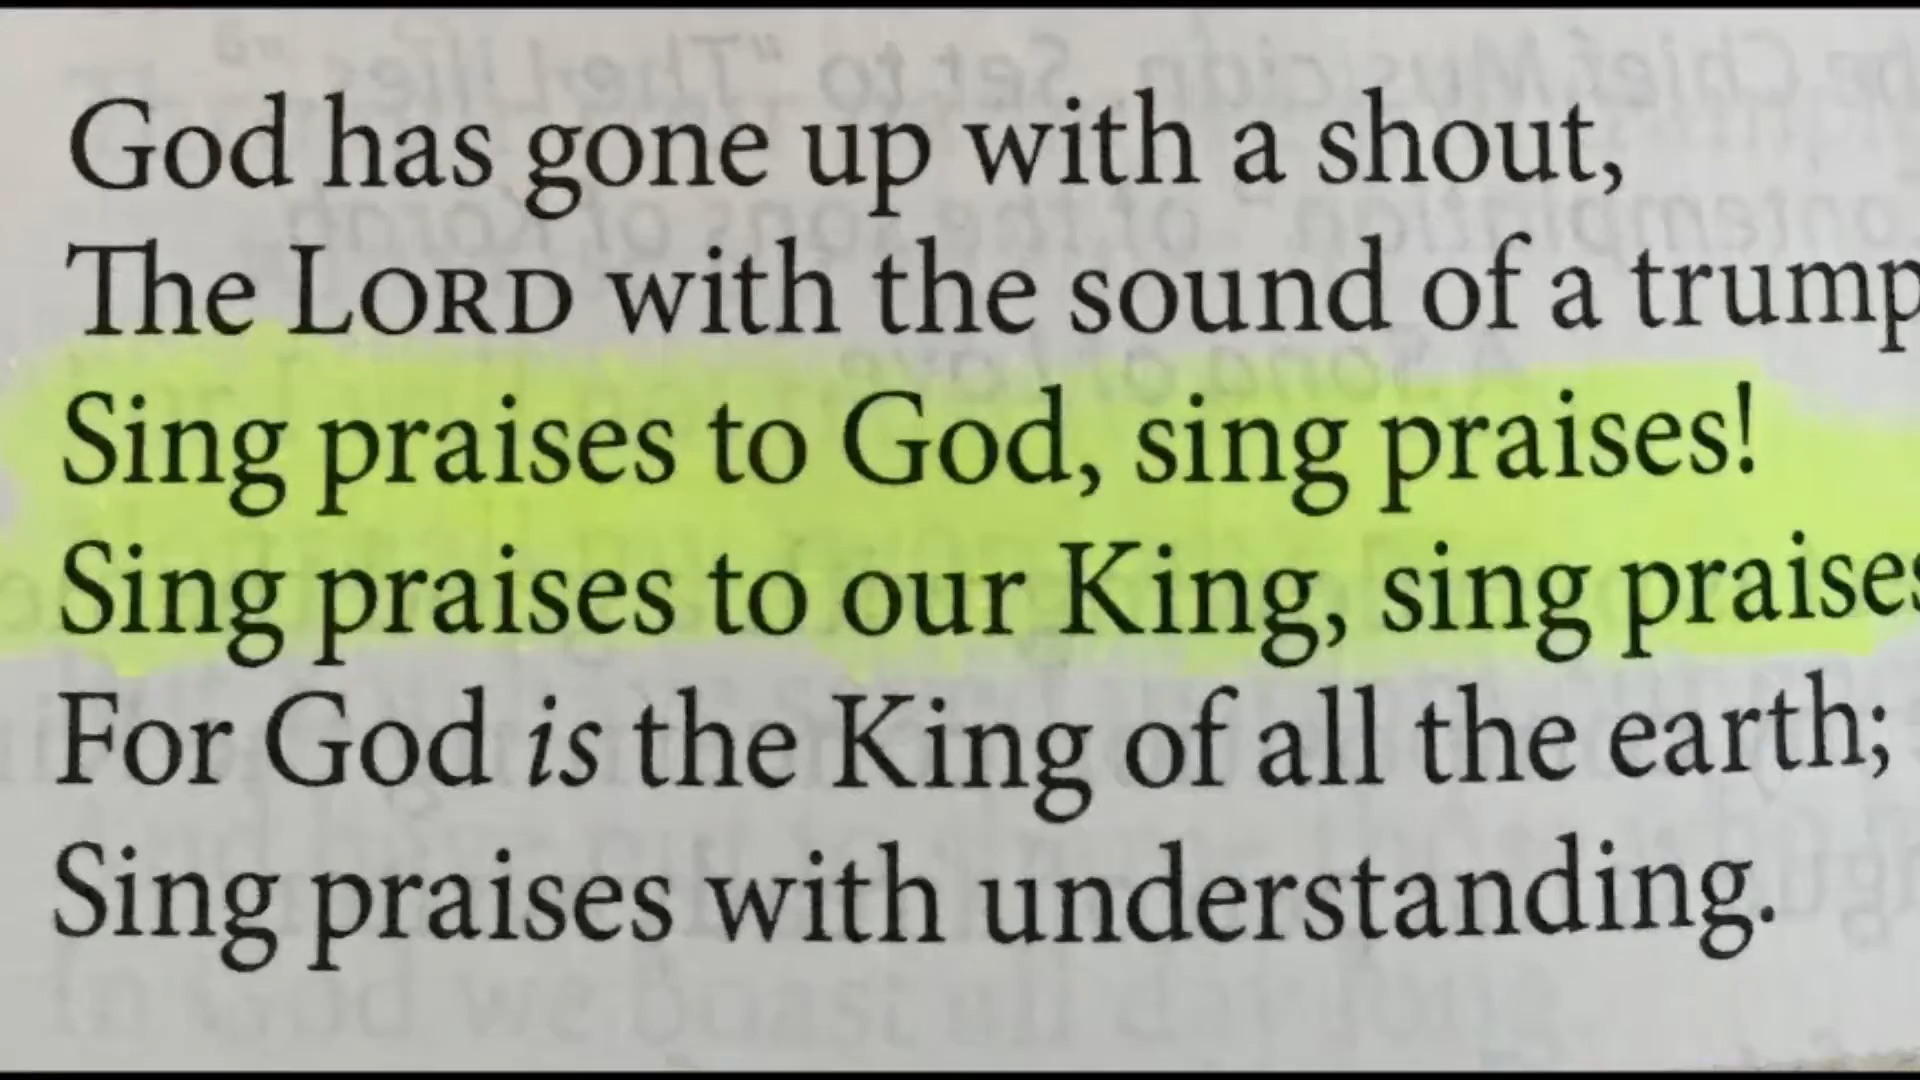 God has gone up with a shout,
The LORD with the sound of a trump
Sing praises to God, sing praises!
Sing praises to our King, sing praises
For God is the King of all the earth;
Sing praises with understanding.